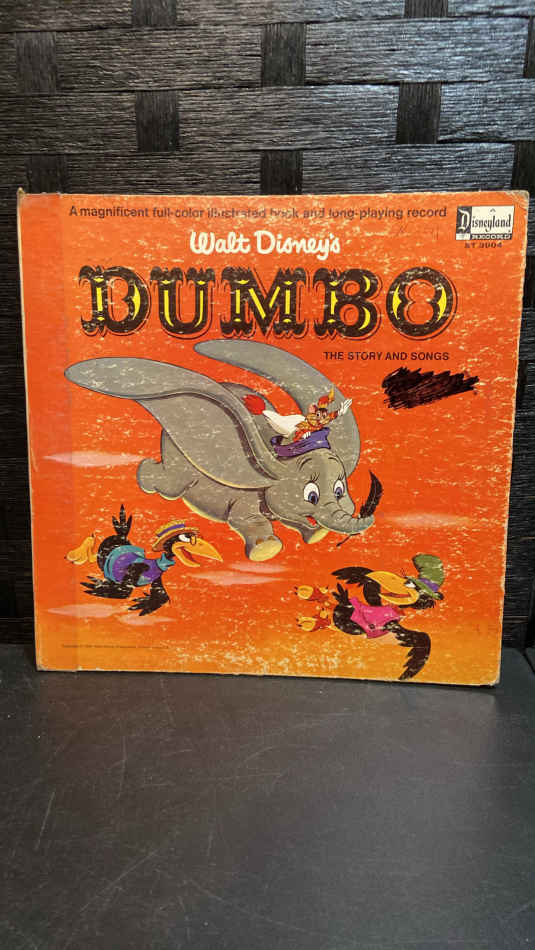 A magnificent full-color illustrated book and long-playing record
A
Disneyland
RECORD
ST 3904
Walt Disney's
DUMBO
THE STORY AND SONGS